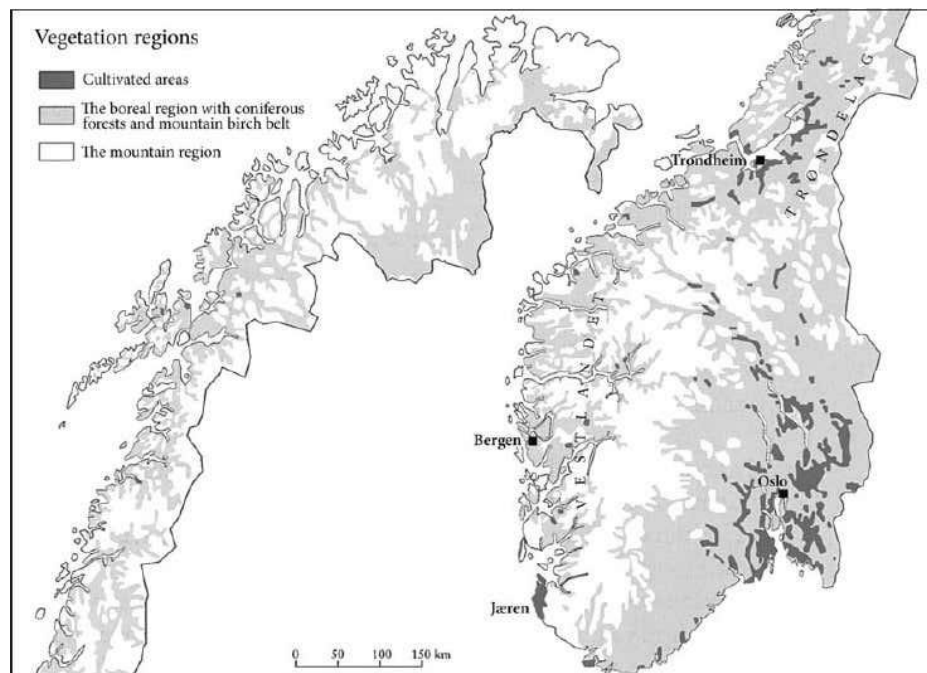 Vegetation regions
Cultivated areas
The boreal region with coniferous
forests and mountain birch belt
The mountain region
Trondheim
TRØNDELAG
VESTLANDET
Bergen
Oslo
Jæren
0 50 100 150 km